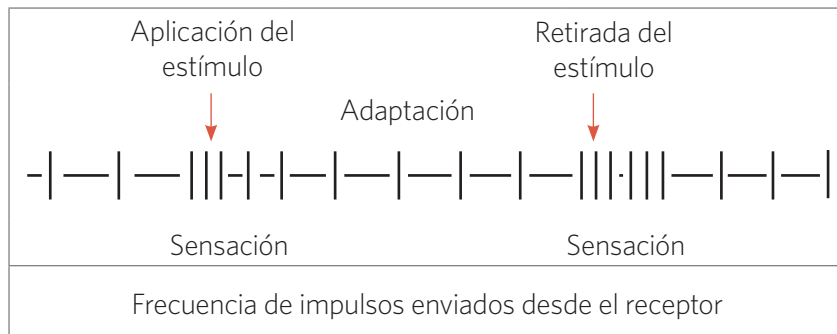 Aplicación del
estímulo
Retirada del
estímulo
Adaptación
Sensación
Sensación
Frecuencia de impulsos enviados desde el receptor